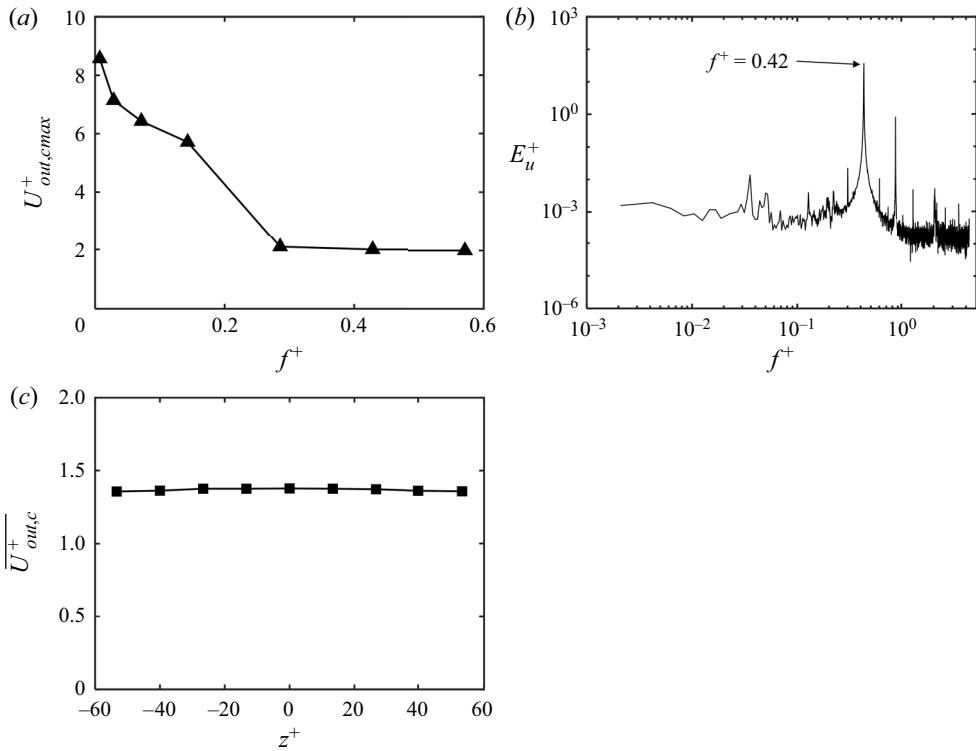 (a)
10
8
6
4
2
0
0.2
0.4
0.6
U⁺out,cmax
f⁺
(b)
10³
10⁰
10⁻³
10⁻⁶
10⁻³
10⁻²
10⁻¹
10⁰
E⁺u
f⁺ = 0.42
f⁺
(c)
2.0
1.5
1.0
0.5
0
–60
–40
–20
0
20
40
60
U⁺out,c
z⁺